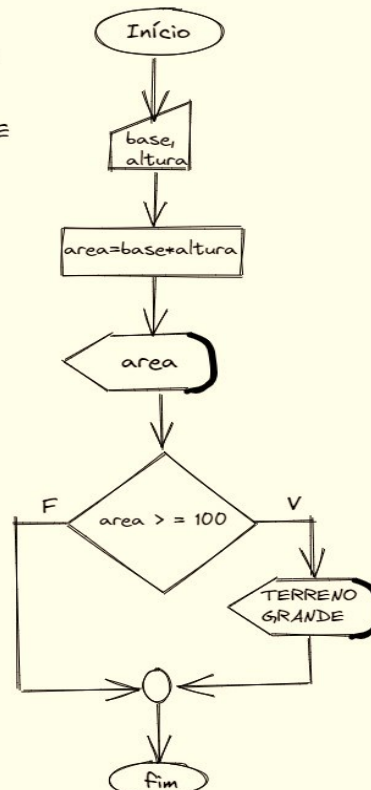 Início
base,
altura
area=base*altura
area
area > = 100
F
V
TERRENO
GRANDE
fim